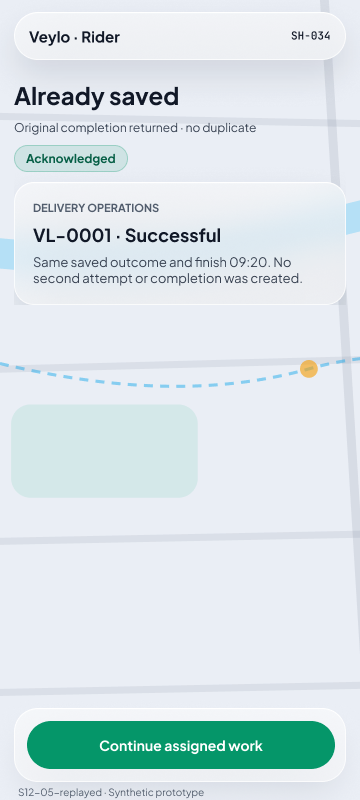 Veylo · Rider
SH-034
Already saved
Original completion returned · no duplicate
Acknowledged
DELIVERY OPERATIONS
VL-0001 · Successful
Same saved outcome and finish 09:20. No
second attempt or completion was created.
Continue assigned work
S12-05-replayed · Synthetic prototype